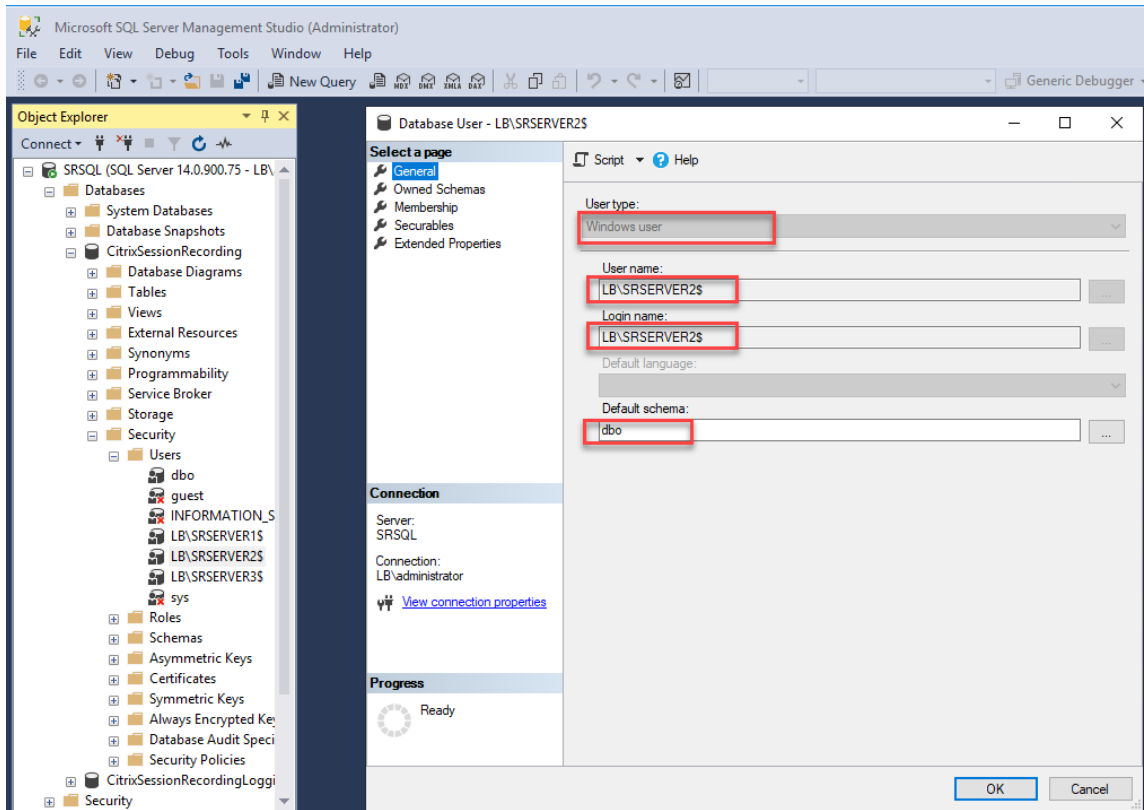 Microsoft SQL Server Management Studio (Administrator)
File Edit View Debug Tools Window Help
New Query MDX DMX XMLA DAX Generic Debugger
Object Explorer
Connect
SRSQL (SQL Server 14.0.900.75 - LB\
Databases
System Databases
Database Snapshots
CitrixSessionRecording
Database Diagrams
Tables
Views
External Resources
Synonyms
Programmability
Service Broker
Storage
Security
Users
dbo
guest
INFORMATION_S
LB\SRSERVER1$
LB\SRSERVER2$
LB\SRSERVER3$
sys
Roles
Schemas
Asymmetric Keys
Certificates
Symmetric Keys
Always Encrypted Key
Database Audit Speci
Security Policies
CitrixSessionRecordingLoggi
Security
Database User - LB\SRSERVER2$
Select a page
General
Owned Schemas
Membership
Securables
Extended Properties
Connection
Server:
SRSQL
Connection:
LB\administrator
View connection properties
Progress
Ready
Script Help
User type:
Windows user
User name:
LB\SRSERVER2$
...
Login name:
LB\SRSERVER2$
...
Default language:
Default schema:
dbo
...
OK Cancel